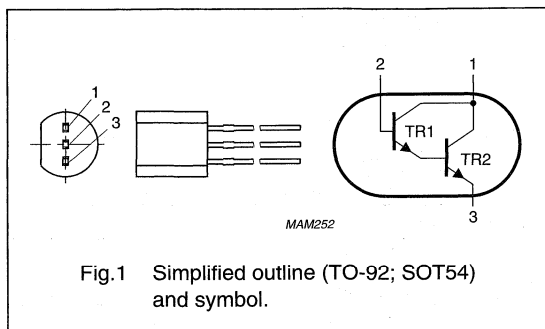 1
2
3
2
1
TR1
TR2
3
MAM252
Fig.1 Simplified outline (TO-92; SOT54)
and symbol.